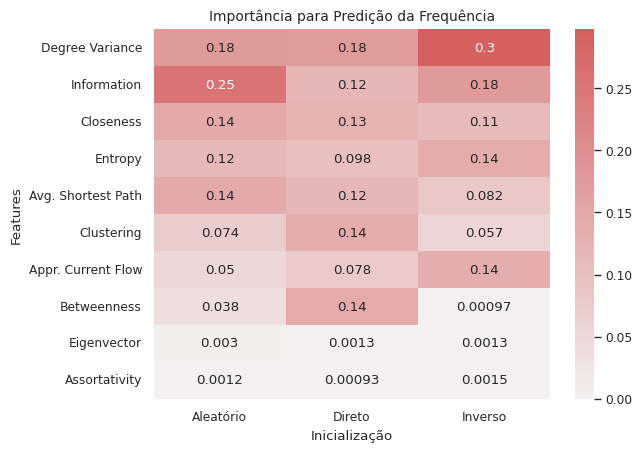 Importância para Predição da Frequência
Degree Variance 0.18 0.18 0.3
Information 0.25 0.12 0.18
Closeness 0.14 0.13 0.11
Entropy 0.12 0.098 0.14
Avg. Shortest Path 0.14 0.12 0.082
Clustering 0.074 0.14 0.057
Appr. Current Flow 0.05 0.078 0.14
Betweenness 0.038 0.14 0.00097
Eigenvector 0.003 0.0013 0.0013
Assortativity 0.0012 0.00093 0.0015
Features
Aleatório Direto Inverso
Inicialização
0.25
0.20
0.15
0.10
0.05
0.00